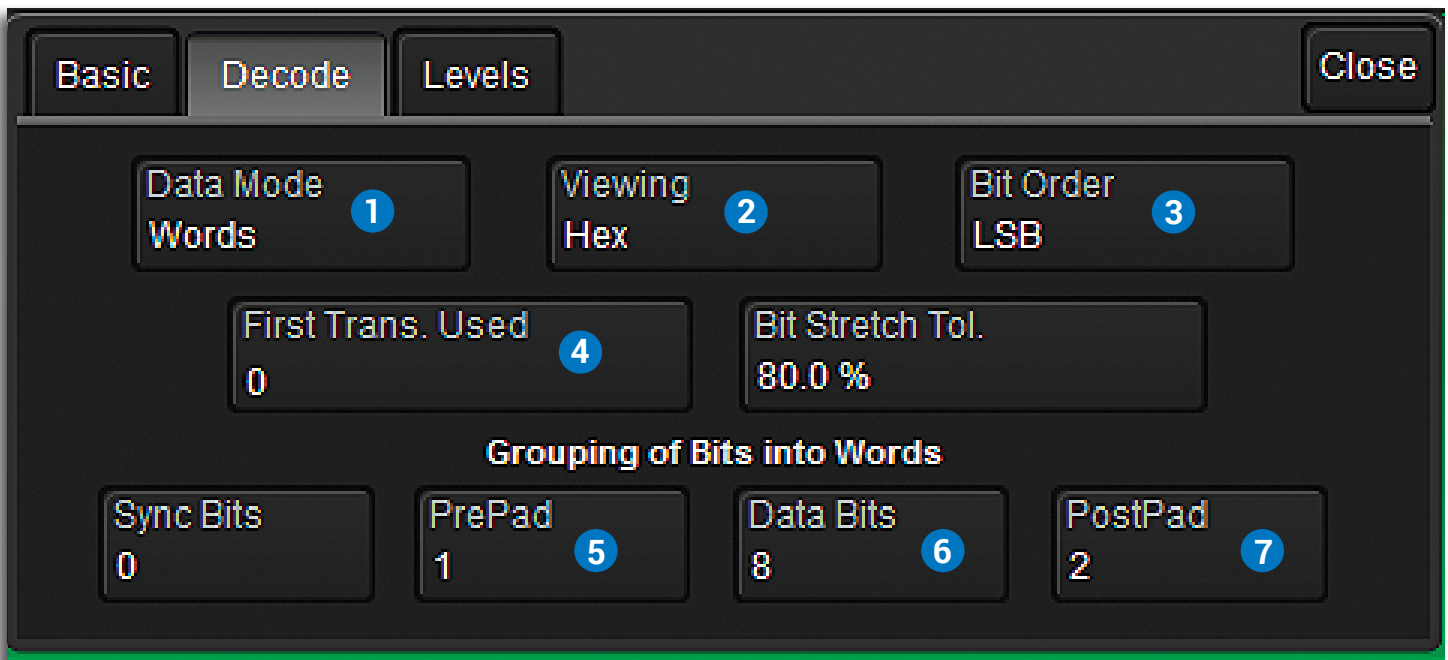 Basic Decode Levels Close
Data Mode Viewing Bit Order
1 2 3
Words Hex LSB
First Trans. Used Bit Stretch Tol.
4
0 80.0 %
Grouping of Bits into Words
Sync Bits PrePad Data Bits PostPad
5 6 7
0 1 8 2